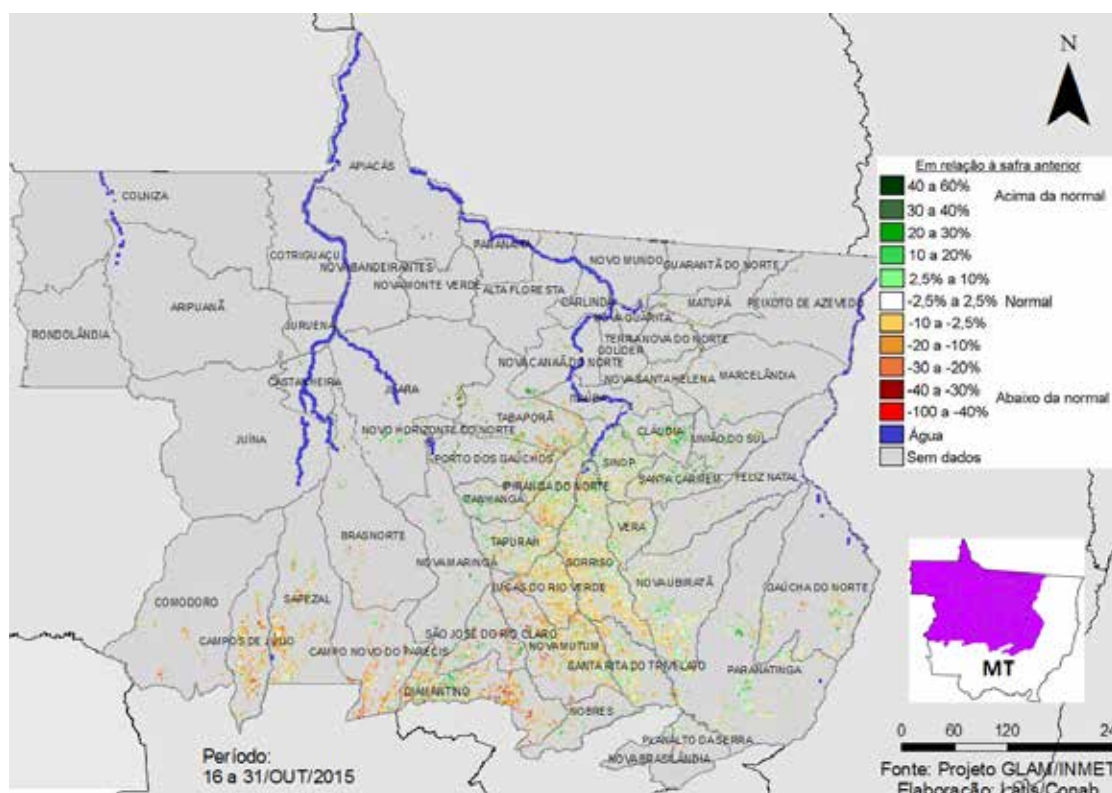 N
APIACÁS
COLNIZA
PARANAITA
COTRIGUAÇU
NOVA BANDEIRANTES
NOVO MUNDO
GUARANTÃ DO NORTE
NOVA MONTE VERDE
ALTA FLORESTA
ARIPUANÃ
CARLINDA
MATUPÁ
PEIXOTO DE AZEVEDO
RONDOLÂNDIA
JURUENA
NOVA GUARITA
TERRA NOVA DO NORTE
COLÍDER
NOVA CANAÃ DO NORTE
CASTANHEIRA
NOVA SANTA HELENA
MARCELÂNDIA
JUARA
ITAÚBA
TABAPORÃ
JUÍNA
NOVO HORIZONTE DO NORTE
CLÁUDIA
UNIÃO DO SUL
PORTO DOS GAÚCHOS
SINOP
SANTA CARMEM
FELIZ NATAL
IPIRANGA DO NORTE
ITANHANGÁ
VERA
BRASNORTE
TAPURAH
NOVA MARINGÁ
SORRISO
LUCAS DO RIO VERDE
NOVA UBIRATÃ
GAÚCHA DO NORTE
COMODORO
SAPEZAL
CAMPOS DE JÚLIO
SÃO JOSÉ DO RIO CLARO
CAMPO NOVO DO PARECIS
NOVA MUTUM
SANTA RITA DO TRIVELATO
PARANATINGA
DIAMANTINO
NOBRES
PLANALTO DA SERRA
NOVA BRASILÂNDIA
Em relação à safra anterior
40 a 60%
Acima da normal
30 a 40%
20 a 30%
10 a 20%
2,5% a 10%
-2,5% a 2,5% Normal
-10 a -2,5%
-20 a -10%
-30 a -20%
-40 a -30%
Abaixo da normal
-100 a -40%
Água
Sem dados
MT
0 60 120 24
Período:
16 a 31/OUT/2015
Fonte: Projeto GLAM/INMET
Elaboração: Latis/Conab